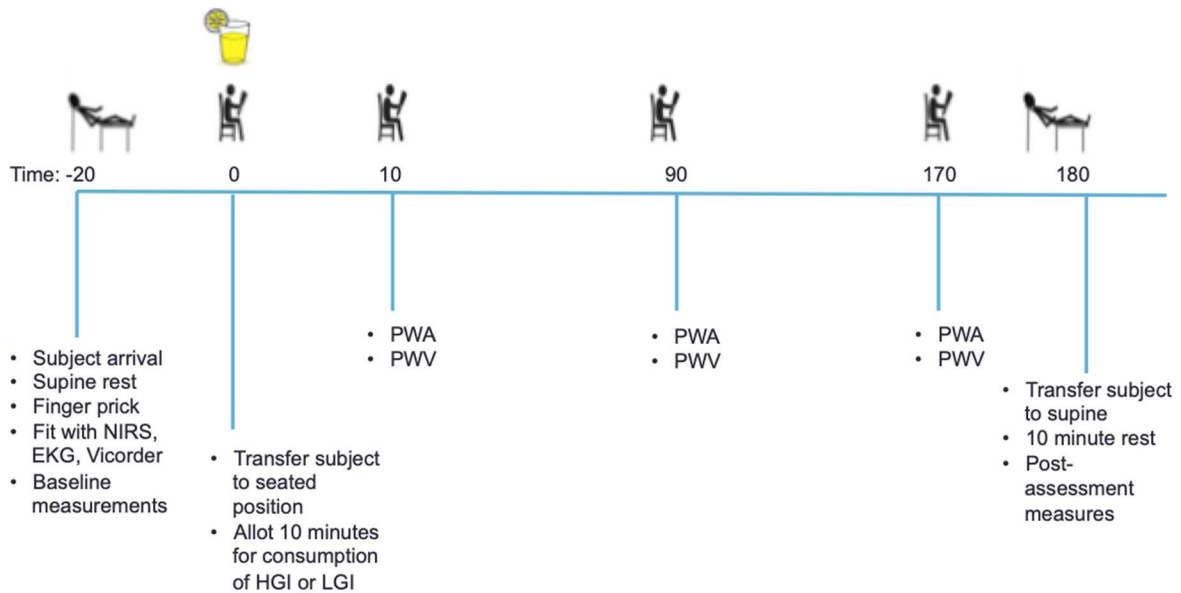 Time: -20 0 10 90 170 180
• Subject arrival
• Supine rest
• Finger prick
• Fit with NIRS,
EKG, Vicorder
• Baseline
measurements
• Transfer subject
to seated
position
• Allot 10 minutes
for consumption
of HGI or LGI
• PWA
• PWV
• PWA
• PWV
• PWA
• PWV
• Transfer subject
to supine
• 10 minute rest
• Post-
assessment
measures